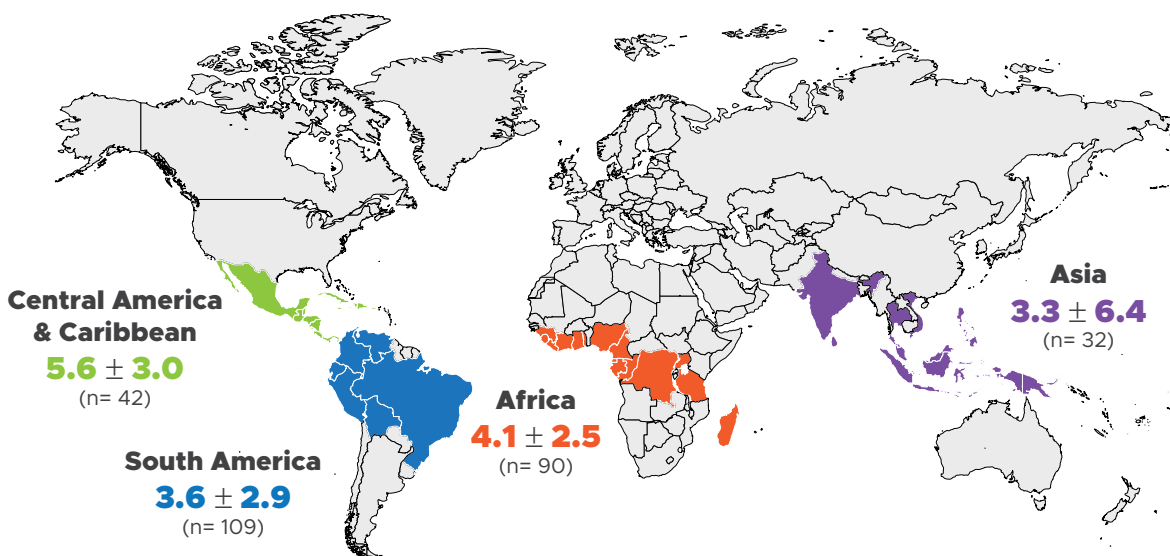 Central America
& Caribbean
5.6 ± 3.0
(n= 42)
South America
3.6 ± 2.9
(n= 109)
Africa
4.1 ± 2.5
(n= 90)
Asia
3.3 ± 6.4
(n= 32)